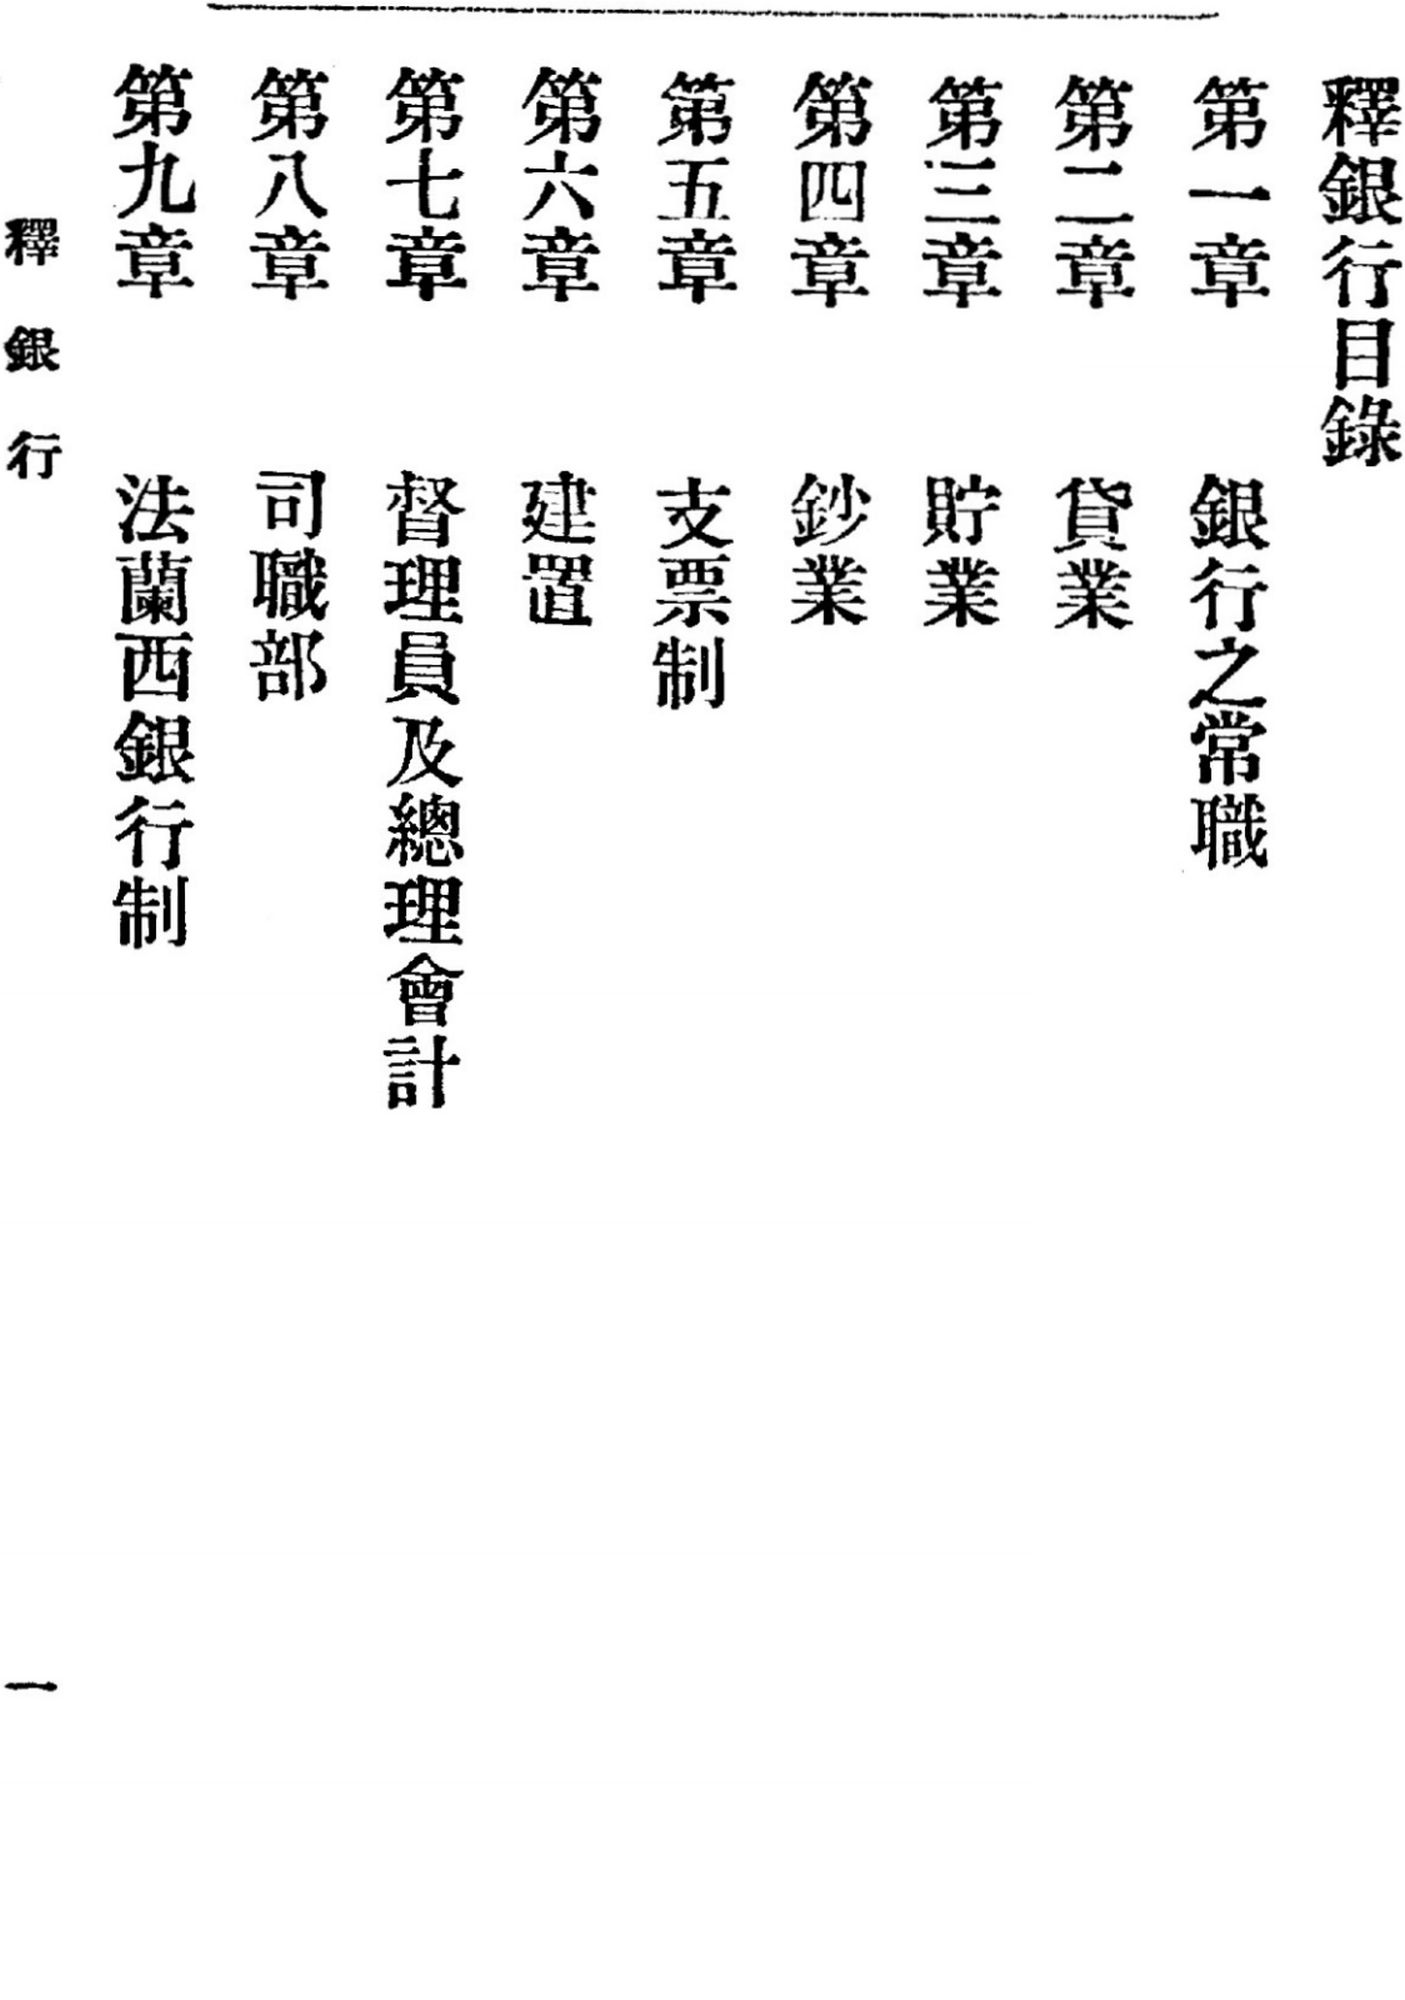 釋銀行目錄
第一章　銀行之常職
第二章　貸業
第三章　貯業
第四章　鈔業
第五章　支票制
第六章　建置
第七章　督理員及總理會計
第八章　司職部
第九章　法蘭西銀行制
釋銀行
一